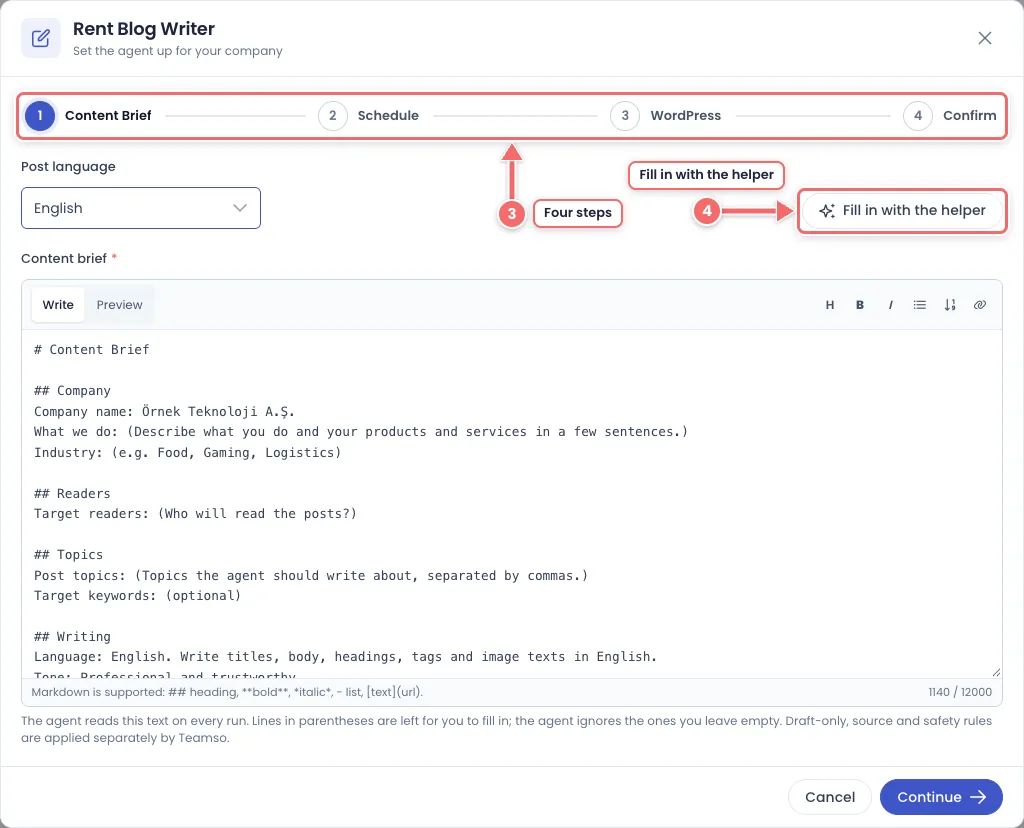 Rent Blog Writer
Set the agent up for your company
1 Content Brief 2 Schedule 3 WordPress 4 Confirm
Post language
Fill in with the helper
English
3 Four steps
4
Fill in with the helper
Content brief *
Write Preview H B I
# Content Brief
## Company
Company name: Örnek Teknoloji A.Ş.
What we do: (Describe what you do and your products and services in a few sentences.)
Industry: (e.g. Food, Gaming, Logistics)
## Readers
Target readers: (Who will read the posts?)
## Topics
Post topics: (Topics the agent should write about, separated by commas.)
Target keywords: (optional)
## Writing
Language: English. Write titles, body, headings, tags and image texts in English.
Tone: Professional and trustworthy
Markdown is supported: ## heading, **bold**, *italic*, - list, [text](url). 1140 / 12000
The agent reads this text on every run. Lines in parentheses are left for you to fill in; the agent ignores the ones you leave empty. Draft-only, source and safety rules
are applied separately by Teamso.
Cancel Continue